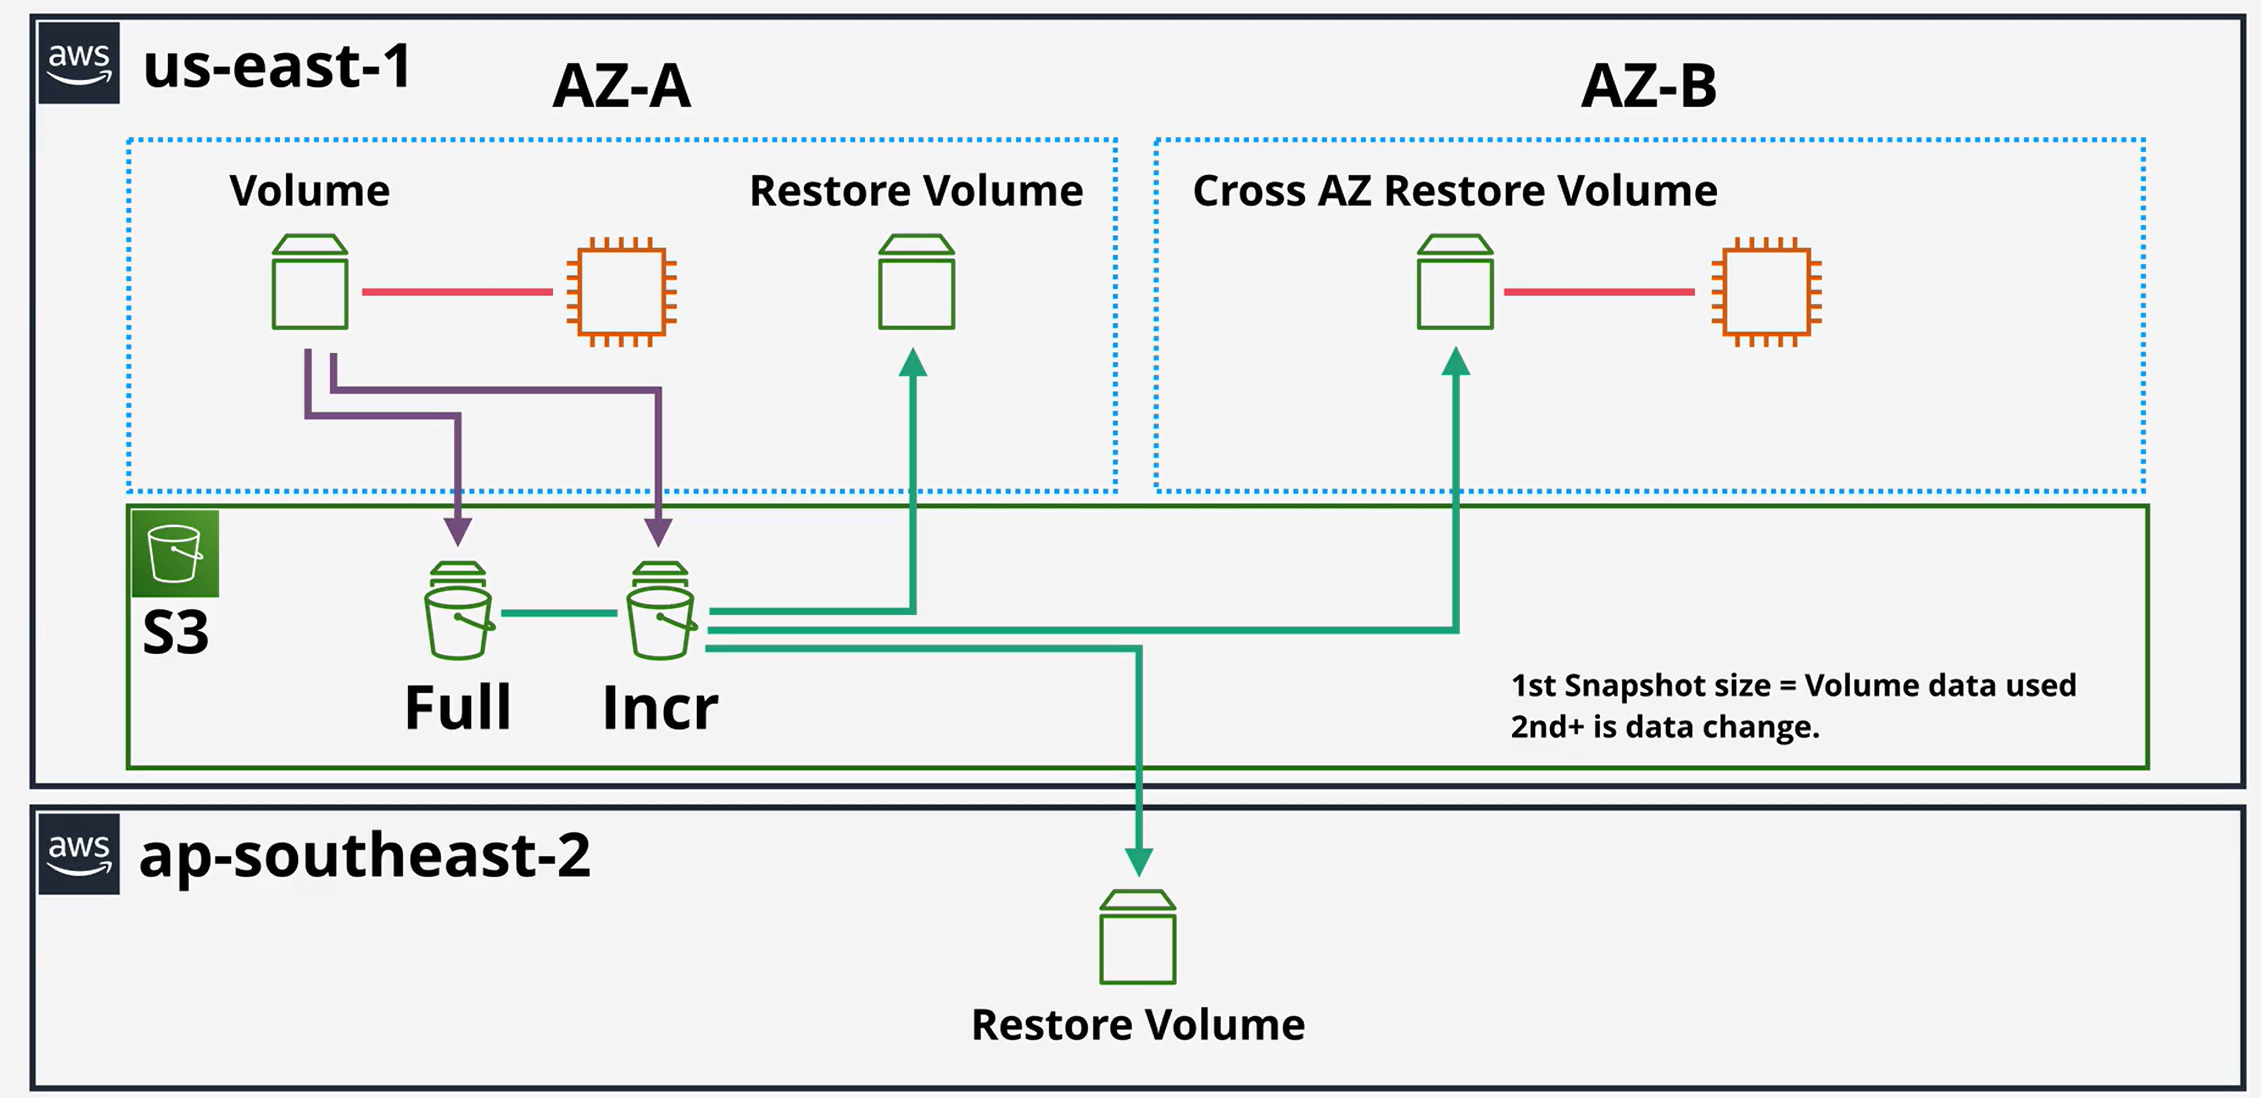 aws
us-east-1
AZ-A
AZ-B
Volume
Restore Volume
Cross AZ Restore Volume
S3
Full
Incr
1st Snapshot size = Volume data used
2nd+ is data change.
aws
ap-southeast-2
Restore Volume